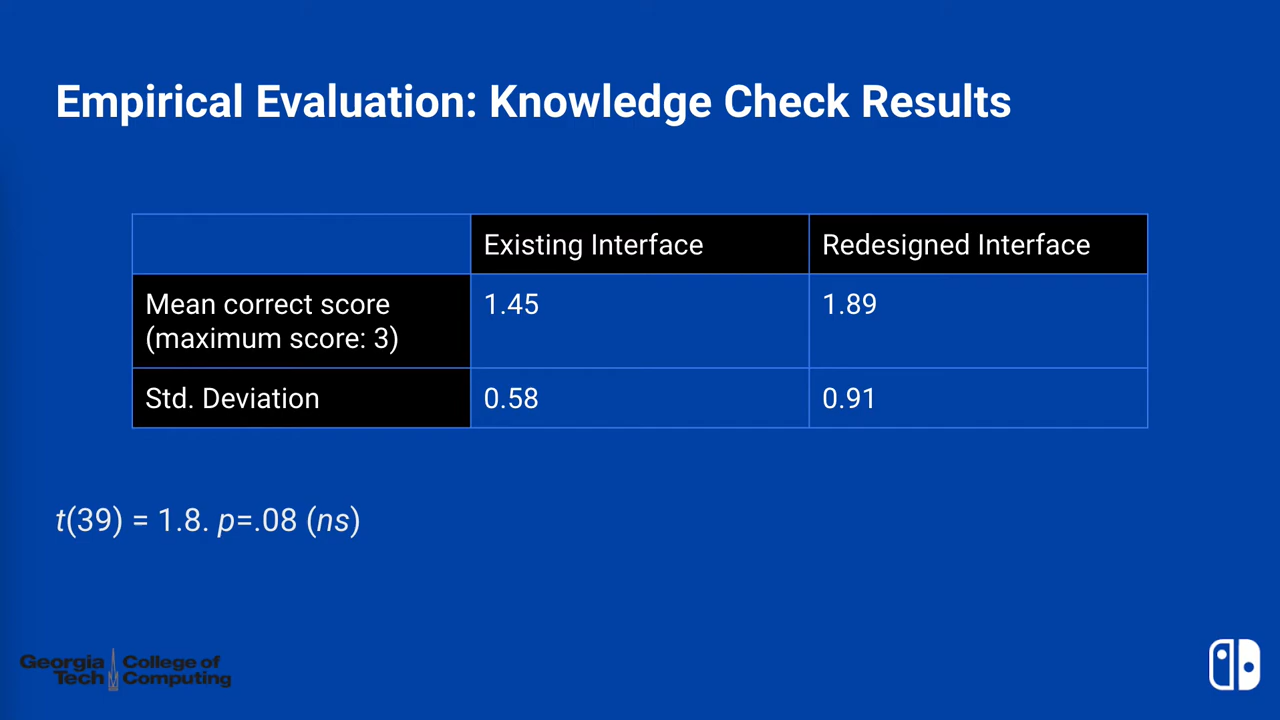 Empirical Evaluation: Knowledge Check Results
Existing Interface
Redesigned Interface
Mean correct score
(maximum score: 3)
1.45
1.89
Std. Deviation
0.58
0.91
t(39) = 1.8. p=.08 (ns)
Georgia
Tech
College of
Computing